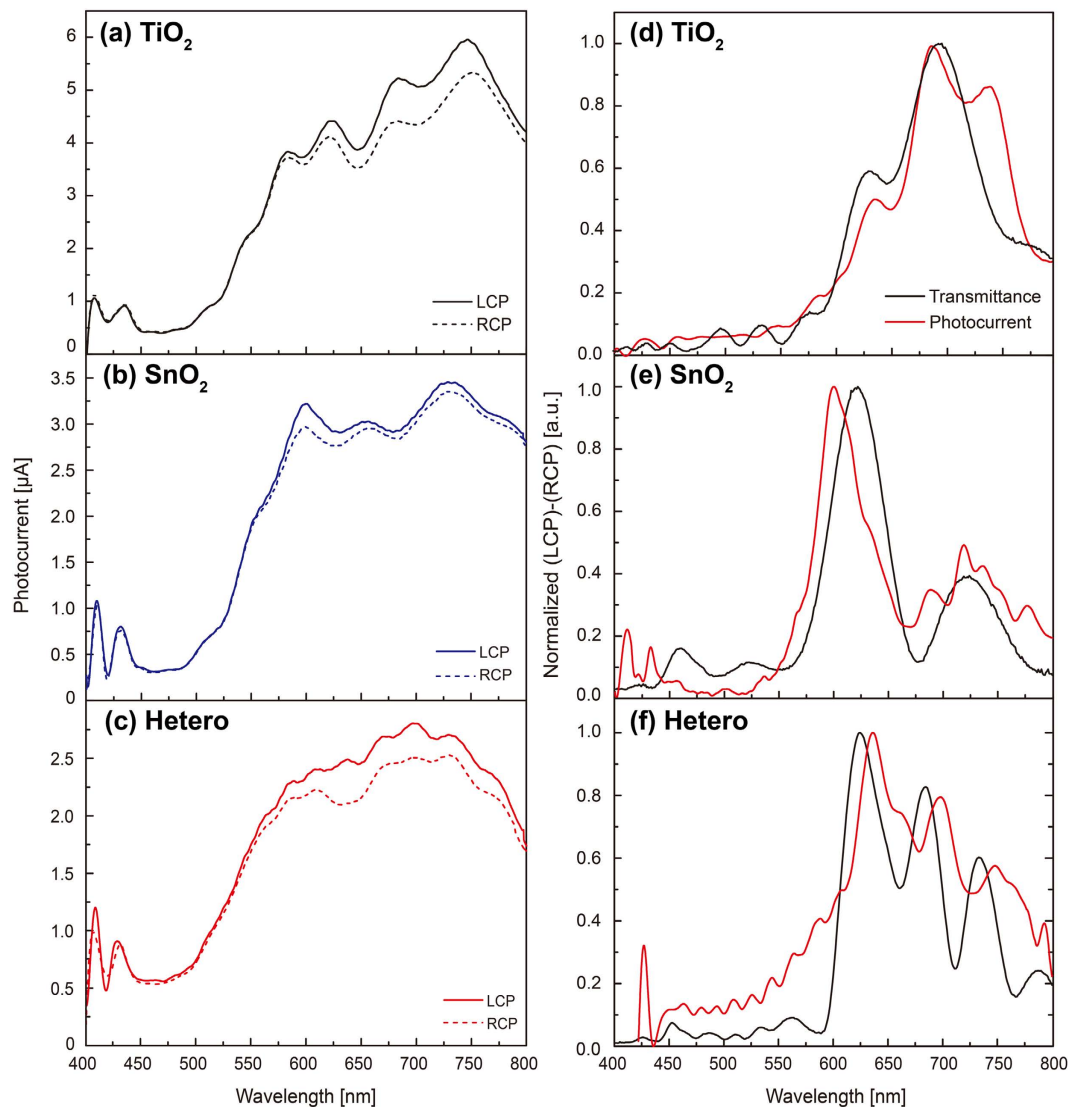 (a) TiO₂
6
5
4
3
2
1
0
LCP
RCP
(b) SnO₂
3.5
3.0
2.5
3.0
1.5
1.0
0.5
0
LCP
RCP
(c) Hetero
2.5
2.0
1.5
1.0
0.5
0
LCP
RCP
400 450 500 550 600 650 700 750 800
Wavelength [nm]
Photocurrent [µA]
(d) TiO₂
1.0
0.8
0.6
0.4
0.2
0.0
Transmittance
Photocurrent
(e) SnO₂
1.0
0.8
0.6
0.4
0.2
0.0
(f) Hetero
1.0
0.8
0.6
0.4
0.2
0.0
400 450 500 550 600 650 700 750 800
Wavelength [nm]
Normalized (LCP)-(RCP) [a.u.]